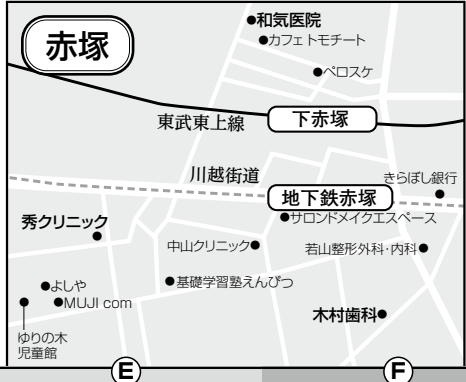 赤塚
●和気医院
●カフェトモチート
●ペロスケ
東武東上線
下赤塚
川越街道
きらぼし銀行
地下鉄赤塚
●サロンドメイクエスペース
秀クリニック
中山クリニック●
若山整形外科・内科●
●よしや
●基礎学習塾えんぴつ
●MUJI com
木村歯科●
ゆりの木
児童館
E
F